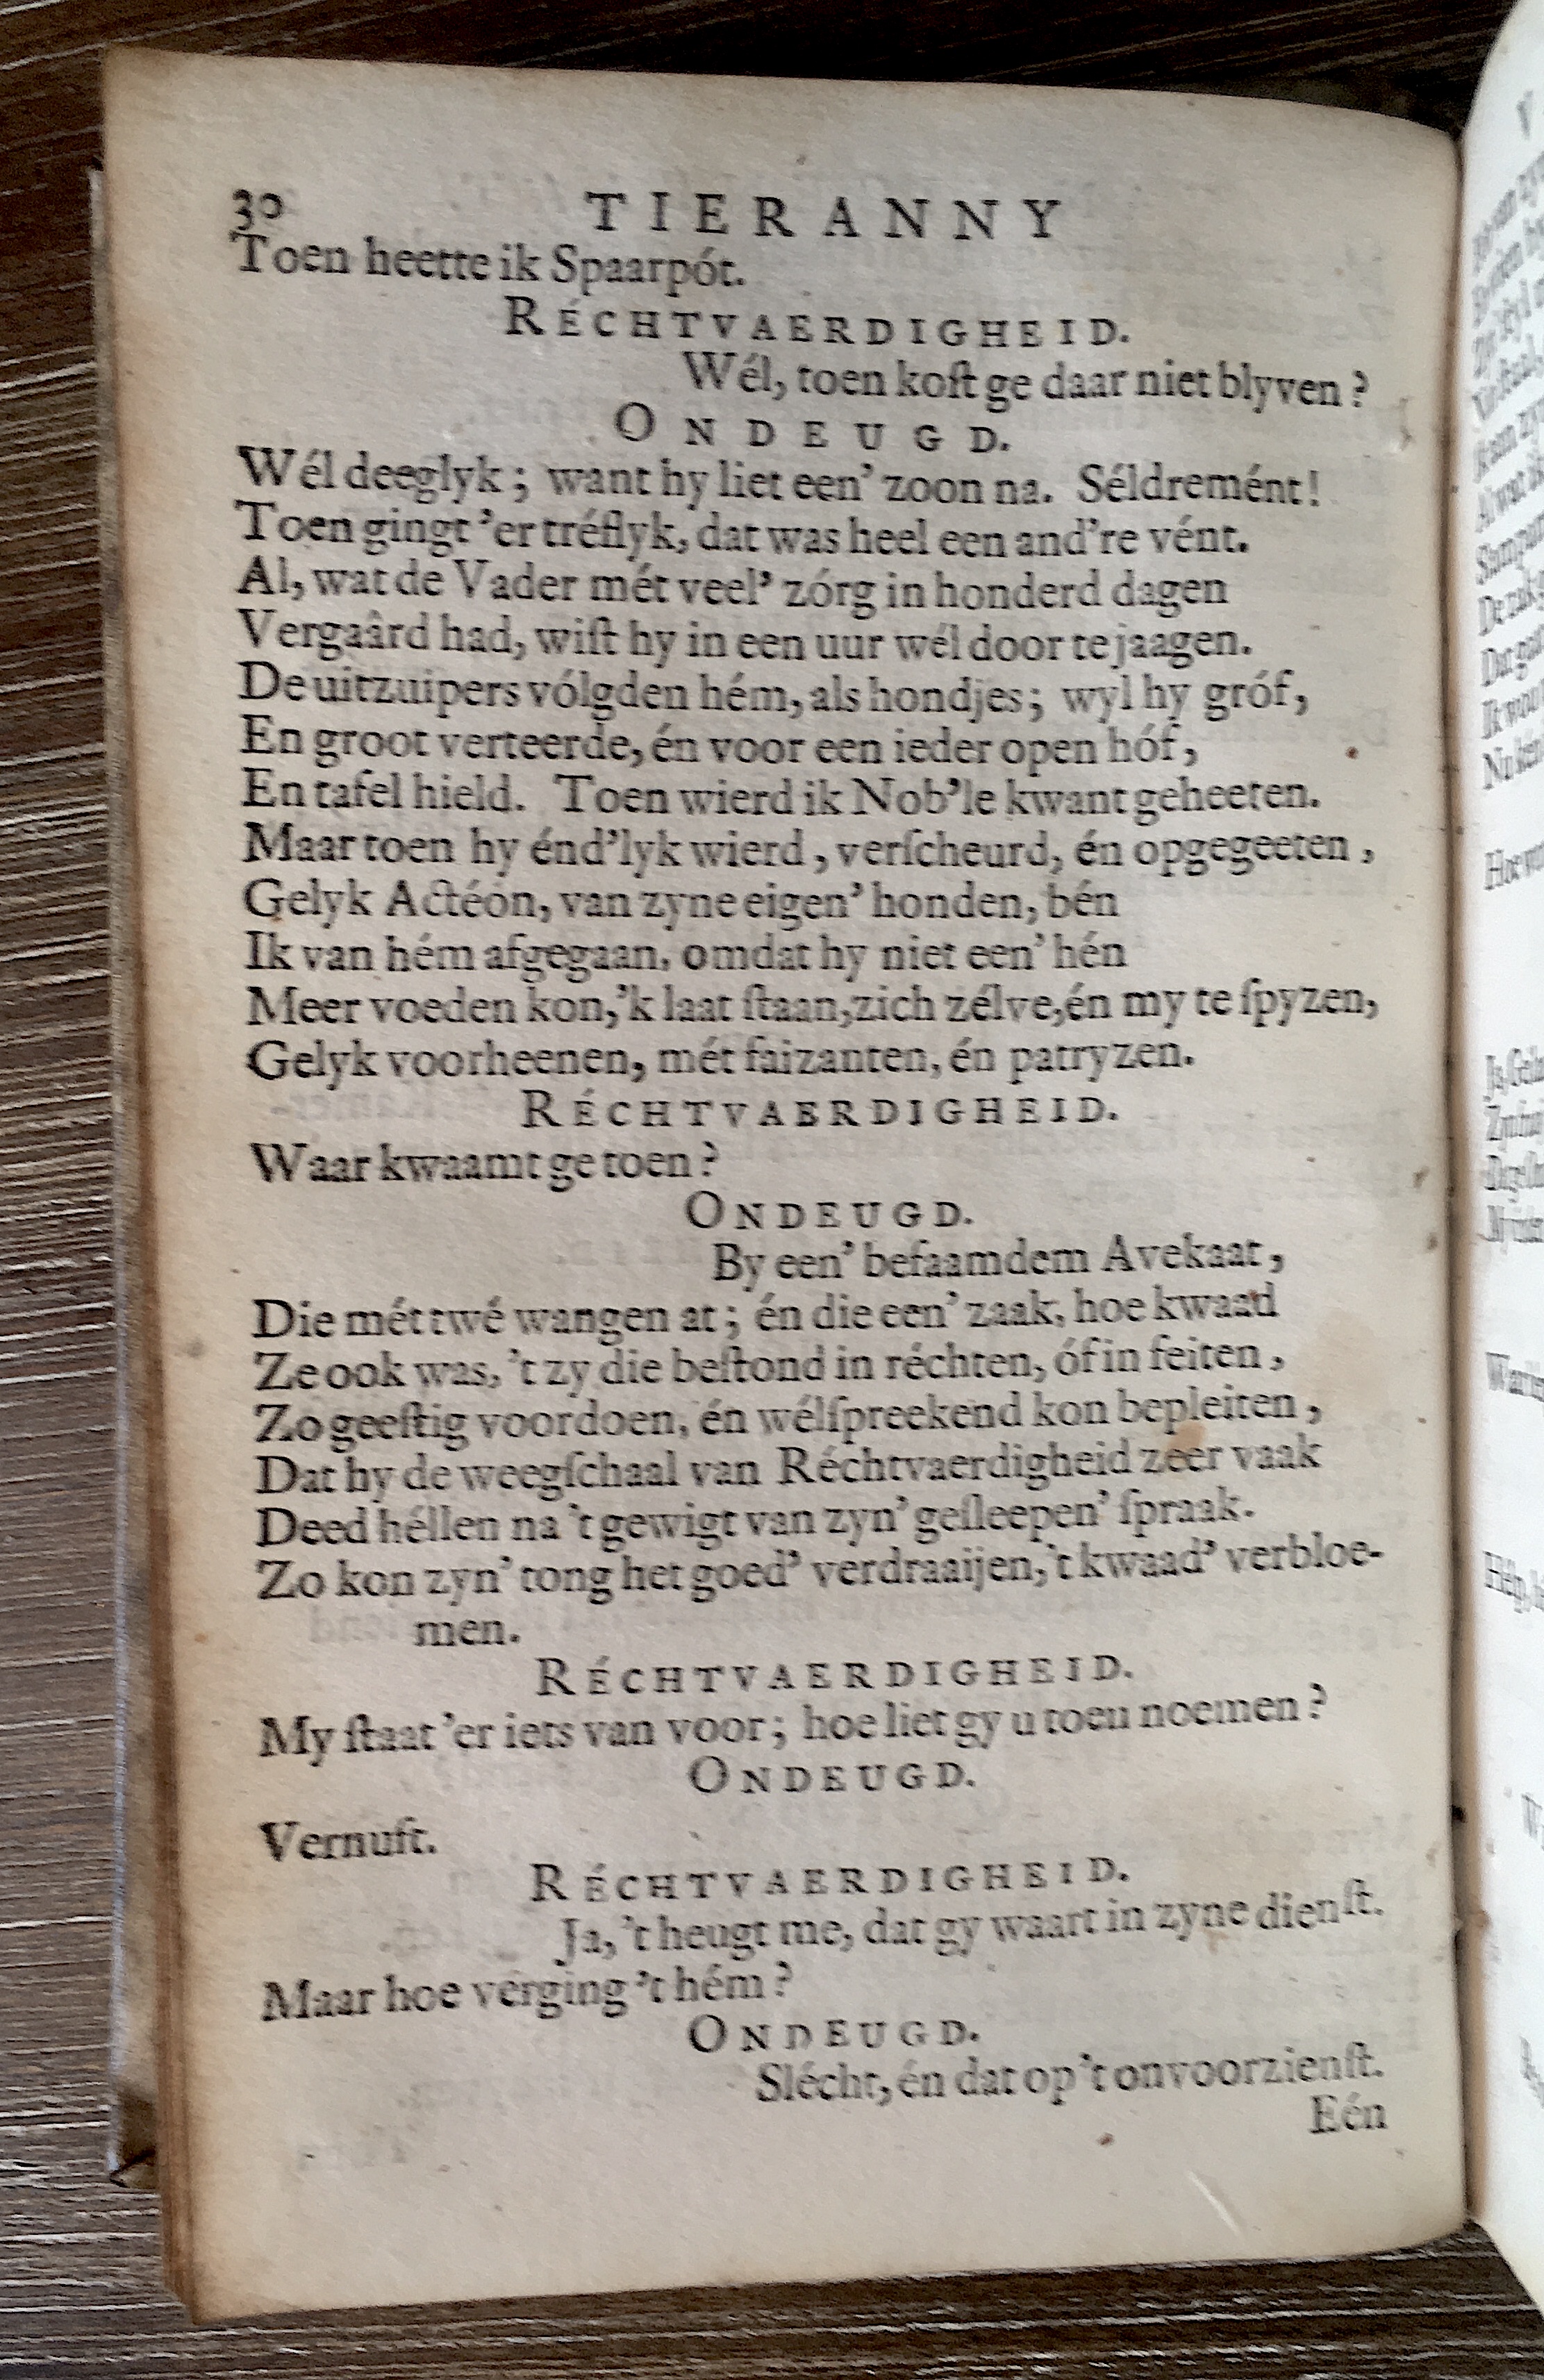 30 TIERANNY
Toen heette ik Spaarpót.
RÉCHTVAERDIGHEID.
Wél, toen koſt ge daar niet blyven?
ONDEUGD.
Wél deeglyk; want hy liet een' zoon na. Séldremént!
Toen gingt 'er tréflyk, dat was heel een and're vént.
Al, wat de Vader mét veel' zórg in honderd dagen
Vergaârd had, wiſt hy in een uur wél door te jaagen.
De uitzuipers vólgden hém, als hondjes; wyl hy gróf,
En groot verteerde, én voor een ieder open hóf,
En tafel hield. Toen wierd ik Nob'le kwant geheeten.
Maar toen hy énd'lyk wierd, verſcheurd, én opgegeeten,
Gelyk Actéon, van zyne eigen' honden, bén
Ik van hém afgegaan, omdat hy niet een' hén
Meer voeden kon, 'k laat ſtaan, zich zélve, én my te ſpyzen,
Gelyk voorheenen, mét faizanten, én patryzen.
RÉCHTVAERDIGHEID.
Waar kwaamt ge toen?
ONDEUGD.
By een' befaamdem Avekaat,
Die mét twé wangen at; én die een' zaak, hoe kwaad
Ze ook was, 't zy die beſtond in réchten, óf in feiten,
Zo geeſtig voordoen, én wélſpreekend kon bepleiten,
Dat hy de weegſchaal van Réchtvaerdigheid zeer vaak
Deed héllen na 't gewigt van zyn' geſleepen' ſpraak.
Zo kon zyn' tong het goed' verdraaijen, 't kwaad' verbloe-
men.
RÉCHTVAERDIGHEID.
My ſtaat 'er iets van voor; hoe liet gy u toen noemen?
ONDEUGD.
Vernuft.
RÉCHTVAERDIGHEID.
Ja, 't heugt me, dat gy waart in zyne dienſt.
Maar hoe verging 't hém?
ONDEUGD.
Slécht, én dat op 't onvoorzienſt.
Eén